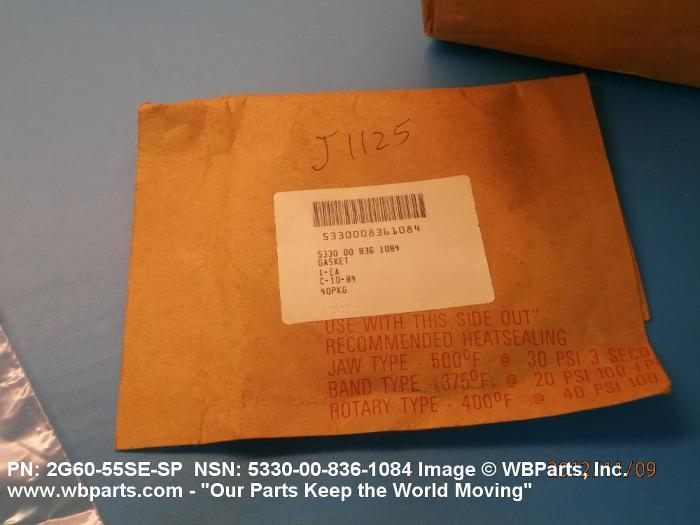 J1125
5330008361084
5330 00 836 1084
GASKET
1-EA
C-10-84
40PKG
"USE WITH THIS SIDE OUT"
RECOMMENDED HEATSEALING
JAW TYPE - 500°F @ 30 PSI 3 SECO
BAND TYPE - 375°F @ 20 PSI 100 FP
ROTARY TYPE - 400°F @ 40 PSI 100
2012/11/09
PN: 2G60-55SE-SP NSN: 5330-00-836-1084 Image © WBParts, Inc.
www.wbparts.com - "Our Parts Keep the World Moving"